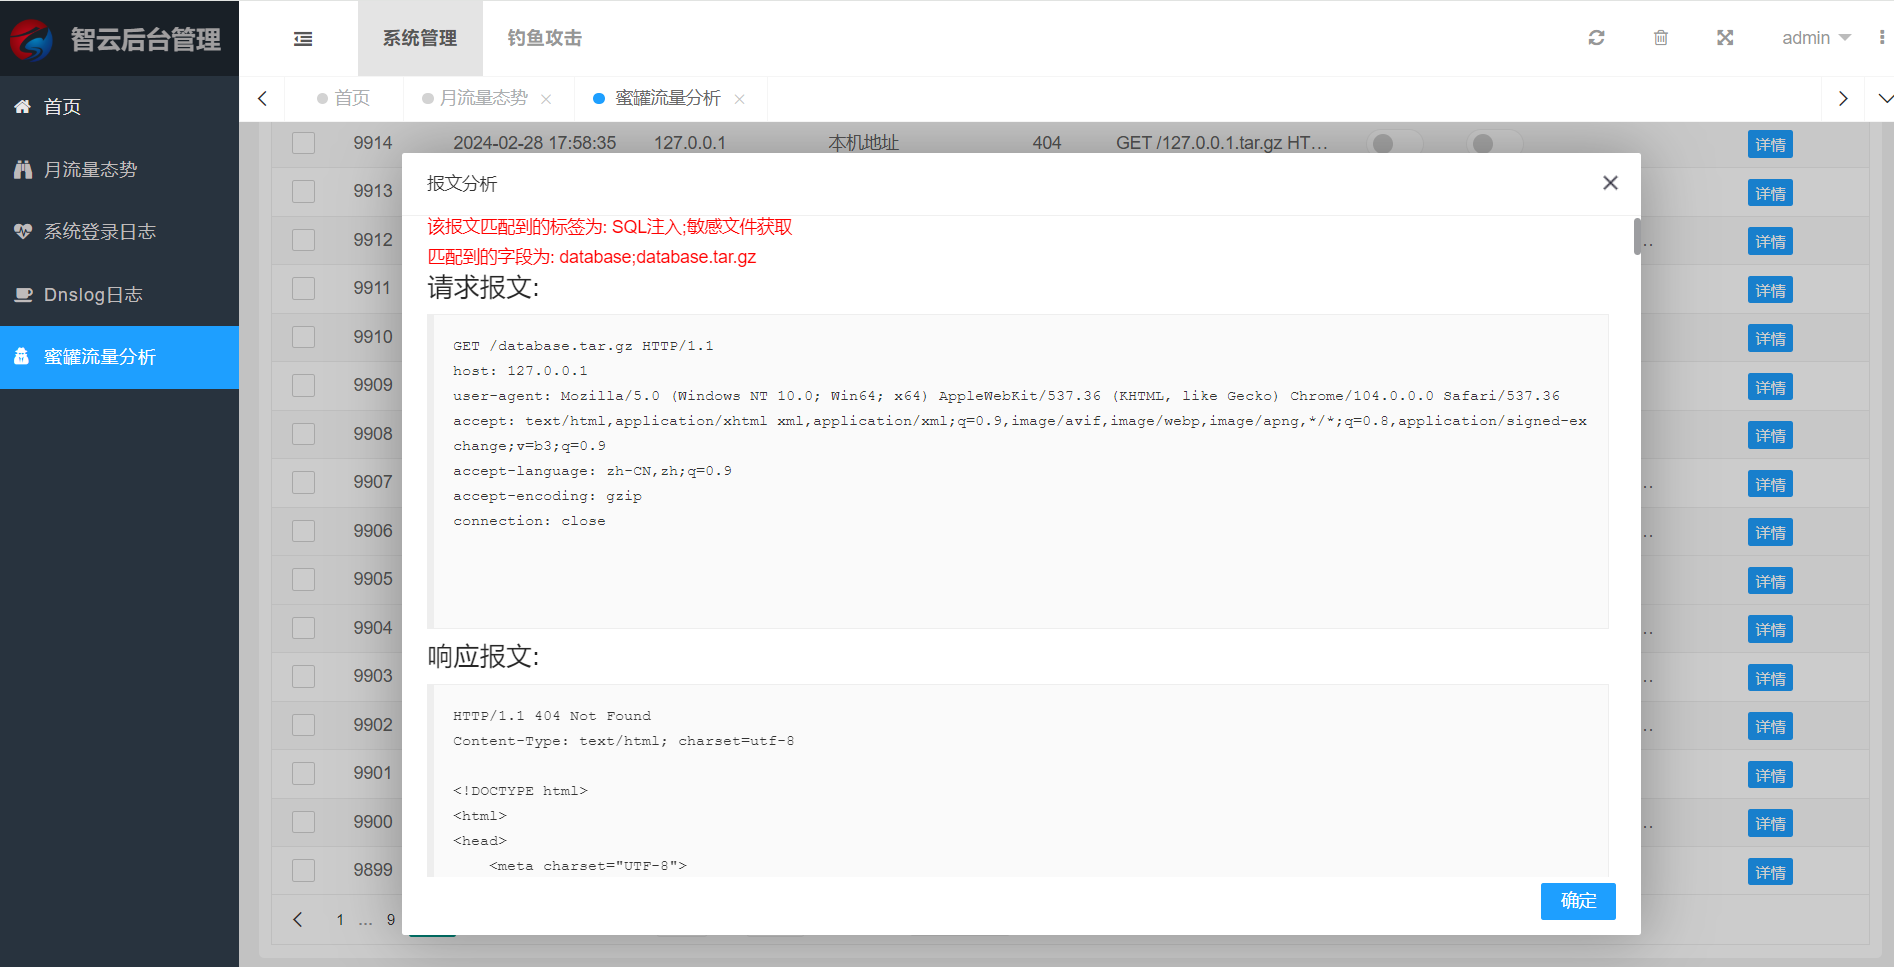 智云后台管理
系统管理
钓鱼攻击
admin
首页
月流量态势
系统登录日志
Dnslog日志
蜜罐流量分析
首页
月流量态势
蜜罐流量分析
9914 2024-02-28 17:58:35 127.0.0.1 本机地址 404 GET /127.0.0.1.tar.gz HT... 详情
9913 详情
9912 .. 详情
9911 详情
9910 详情
9909 详情
9908 详情
9907 .. 详情
9906 .. 详情
9905 详情
9904 .. 详情
9903 .. 详情
9902 .. 详情
9901 详情
9900 .. 详情
9899 详情
1 ... 9
报文分析
该报文匹配到的标签为: SQL注入;敏感文件获取
匹配到的字段为: database;database.tar.gz
请求报文:
GET /database.tar.gz HTTP/1.1
host: 127.0.0.1
user-agent: Mozilla/5.0 (Windows NT 10.0; Win64; x64) AppleWebKit/537.36 (KHTML, like Gecko) Chrome/104.0.0.0 Safari/537.36
accept: text/html,application/xhtml xml,application/xml;q=0.9,image/avif,image/webp,image/apng,*/*;q=0.8,application/signed-ex
change;v=b3;q=0.9
accept-language: zh-CN,zh;q=0.9
accept-encoding: gzip
connection: close
响应报文:
HTTP/1.1 404 Not Found
Content-Type: text/html; charset=utf-8
<!DOCTYPE html>
<html>
<head>
<meta charset="UTF-8">
确定